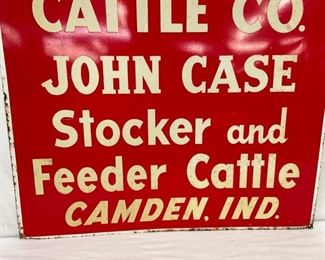 CATTLE CO.
JOHN CASE
Stocker and
Feeder Cattle
CAMDEN, IND.